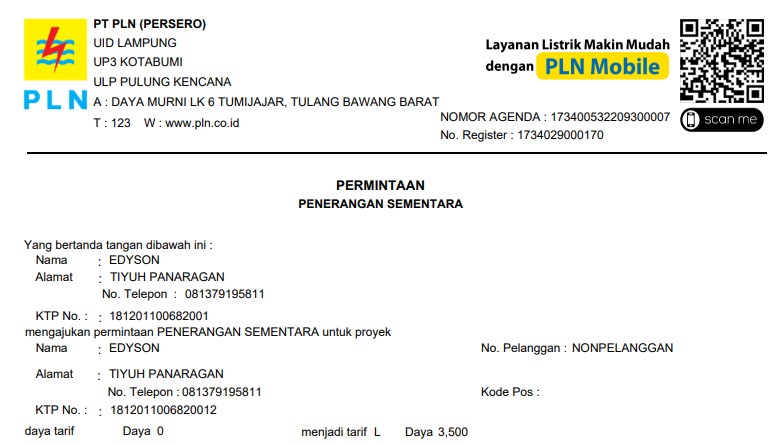 PT PLN (PERSERO)
UID LAMPUNG
UP3 KOTABUMI
ULP PULUNG KENCANA
PLN A : DAYA MURNI LK 6 TUMIJAJAR, TULANG BAWANG BARAT
T : 123 W : www.pln.co.id
Layanan Listrik Makin Mudah
dengan PLN Mobile
scan me
NOMOR AGENDA : 173400532209300007
No. Register : 1734029000170
PERMINTAAN
PENERANGAN SEMENTARA
Yang bertanda tangan dibawah ini :
Nama : EDYSON
Alamat : TIYUH PANARAGAN
No. Telepon : 081379195811
KTP No. : : 181201100682001
mengajukan permintaan PENERANGAN SEMENTARA untuk proyek
Nama : EDYSON No. Pelanggan : NONPELANGGAN
Alamat : TIYUH PANARAGAN
No. Telepon : 081379195811 Kode Pos :
KTP No. : : 1812011006820012
daya tarif Daya 0 menjadi tarif L Daya 3,500